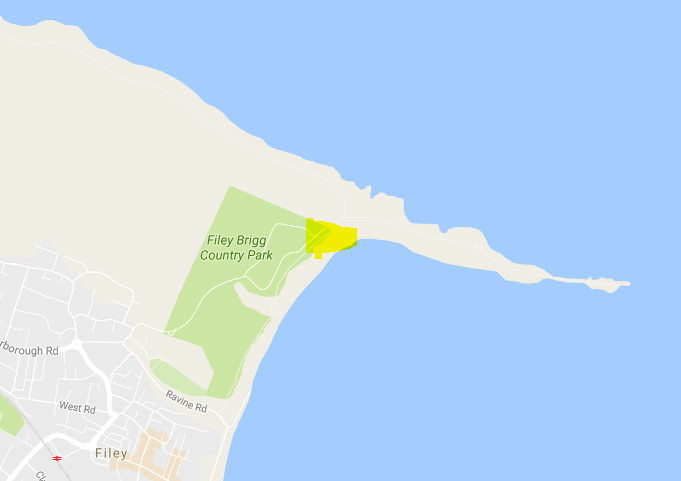 Filey Brigg
Country Park
rborough Rd
Ravine Rd
West Rd
Filey